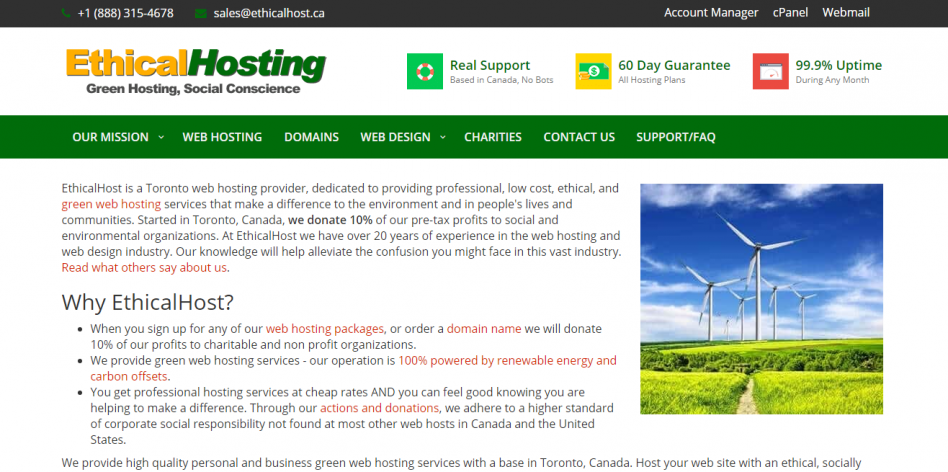 +1 (888) 315-4678 sales@ethicalhost.ca Account Manager cPanel Webmail
EthicalHosting
Green Hosting, Social Conscience
Real Support
Based in Canada, No Bots
60 Day Guarantee
All Hosting Plans
99.9% Uptime
During Any Month
OUR MISSION WEB HOSTING DOMAINS WEB DESIGN CHARITIES CONTACT US SUPPORT/FAQ
EthicalHost is a Toronto web hosting provider, dedicated to providing professional, low cost, ethical, and
green web hosting services that make a difference to the environment and in people's lives and
communities. Started in Toronto, Canada, we donate 10% of our pre-tax profits to social and
environmental organizations. At EthicalHost we have over 20 years of experience in the web hosting and
web design industry. Our knowledge will help alleviate the confusion you might face in this vast industry.
Read what others say about us.
Why EthicalHost?
• When you sign up for any of our web hosting packages, or order a domain name we will donate
10% of our profits to charitable and non profit organizations.
• We provide green web hosting services - our operation is 100% powered by renewable energy and
carbon offsets.
• You get professional hosting services at cheap rates AND you can feel good knowing you are
helping to make a difference. Through our actions and donations, we adhere to a higher standard
of corporate social responsibility not found at most other web hosts in Canada and the United
States.
We provide high quality personal and business green web hosting services with a base in Toronto, Canada. Host your web site with an ethical, socially